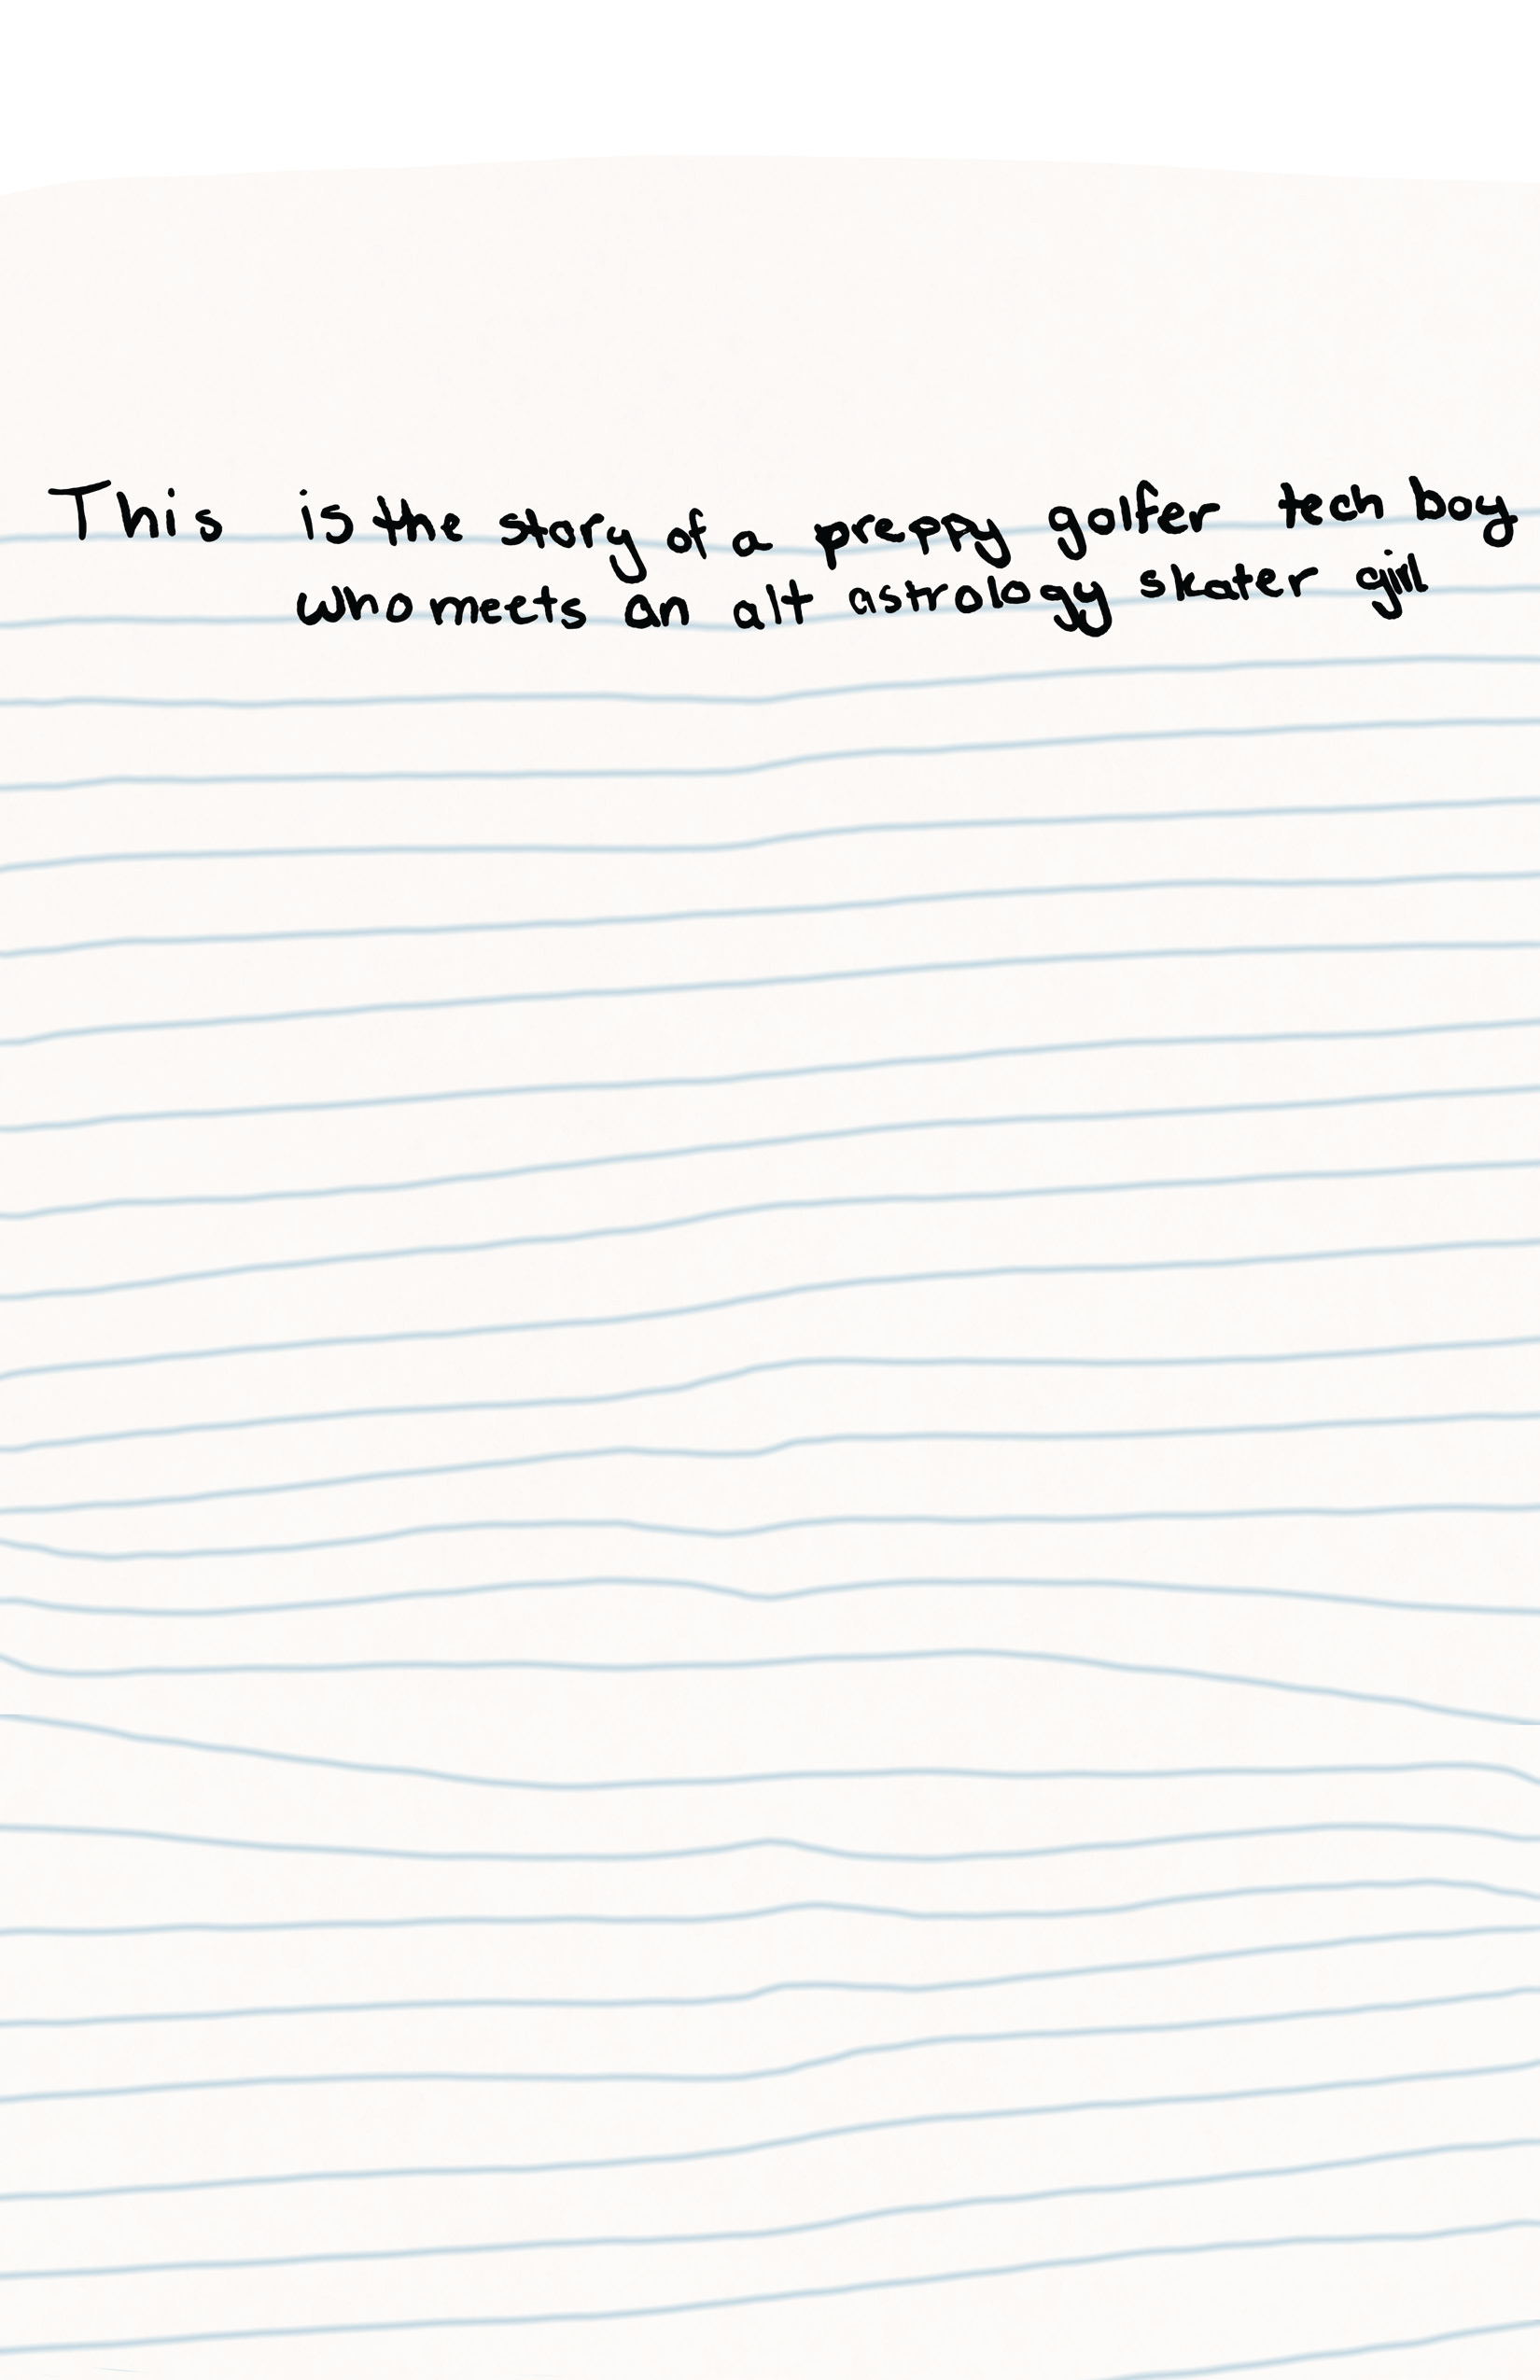 This is the story of a preppy golfer tech boy
who meets an alt astrology skater girl